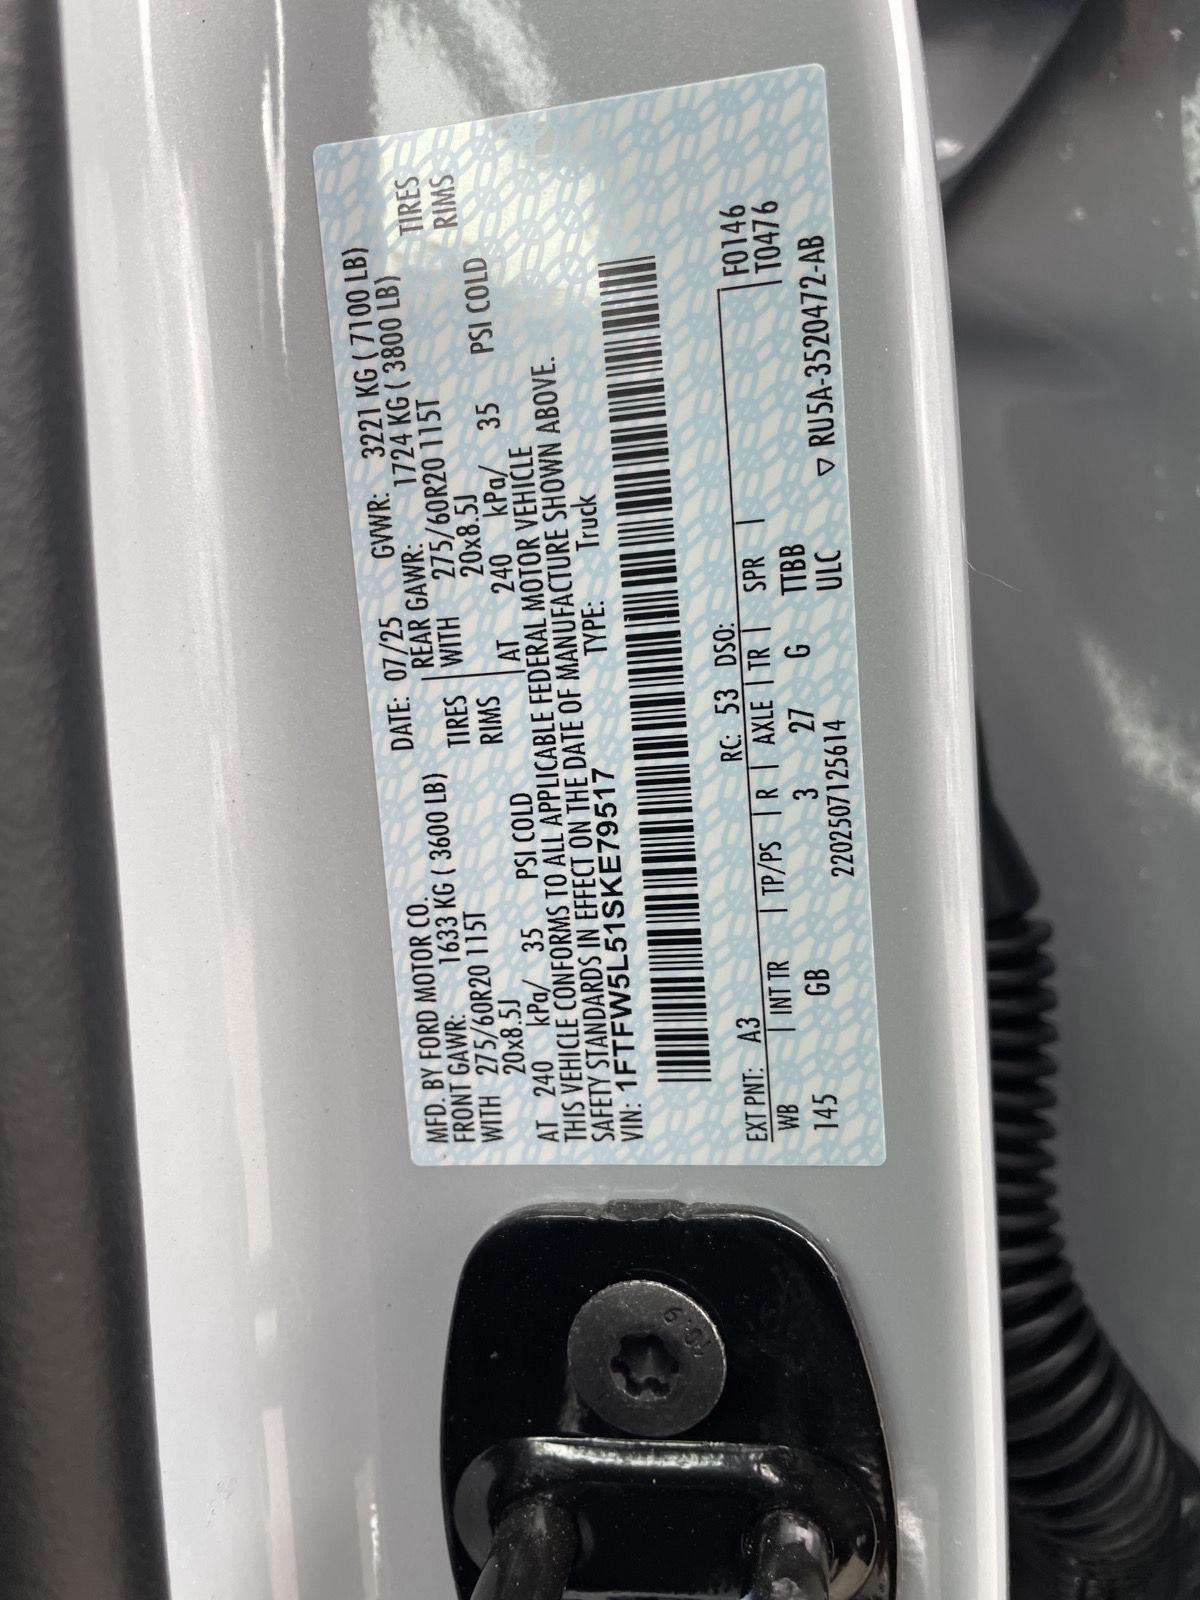 MFD. BY FORD MOTOR CO.
DATE: 07/25 GVWR: 3221 KG ( 7100 LB)
FRONT GAWR: 1633 KG ( 3600 LB)
REAR GAWR: 1724 KG ( 3800 LB)
WITH 275/60R20 115T TIRES
WITH 275/60R20 115T TIRES
20x8.5J RIMS
20x8.5J RIMS
AT 240 kPa/ 35 PSI COLD
AT 240 kPa/ 35 PSI COLD
THIS VEHICLE CONFORMS TO ALL APPLICABLE FEDERAL MOTOR VEHICLE
SAFETY STANDARDS IN EFFECT ON THE DATE OF MANUFACTURE SHOWN ABOVE.
VIN: 1FTFW5L51SKE79517 TYPE: Truck
EXT PNT: A3 RC: 53 DSO: F0146
WB INT TR TP/PS R AXLE TR SPR T0476
145 GB 3 27 G TTBB
ULC
2202507125614 ▽ RU5A-3520472-AB
10.9